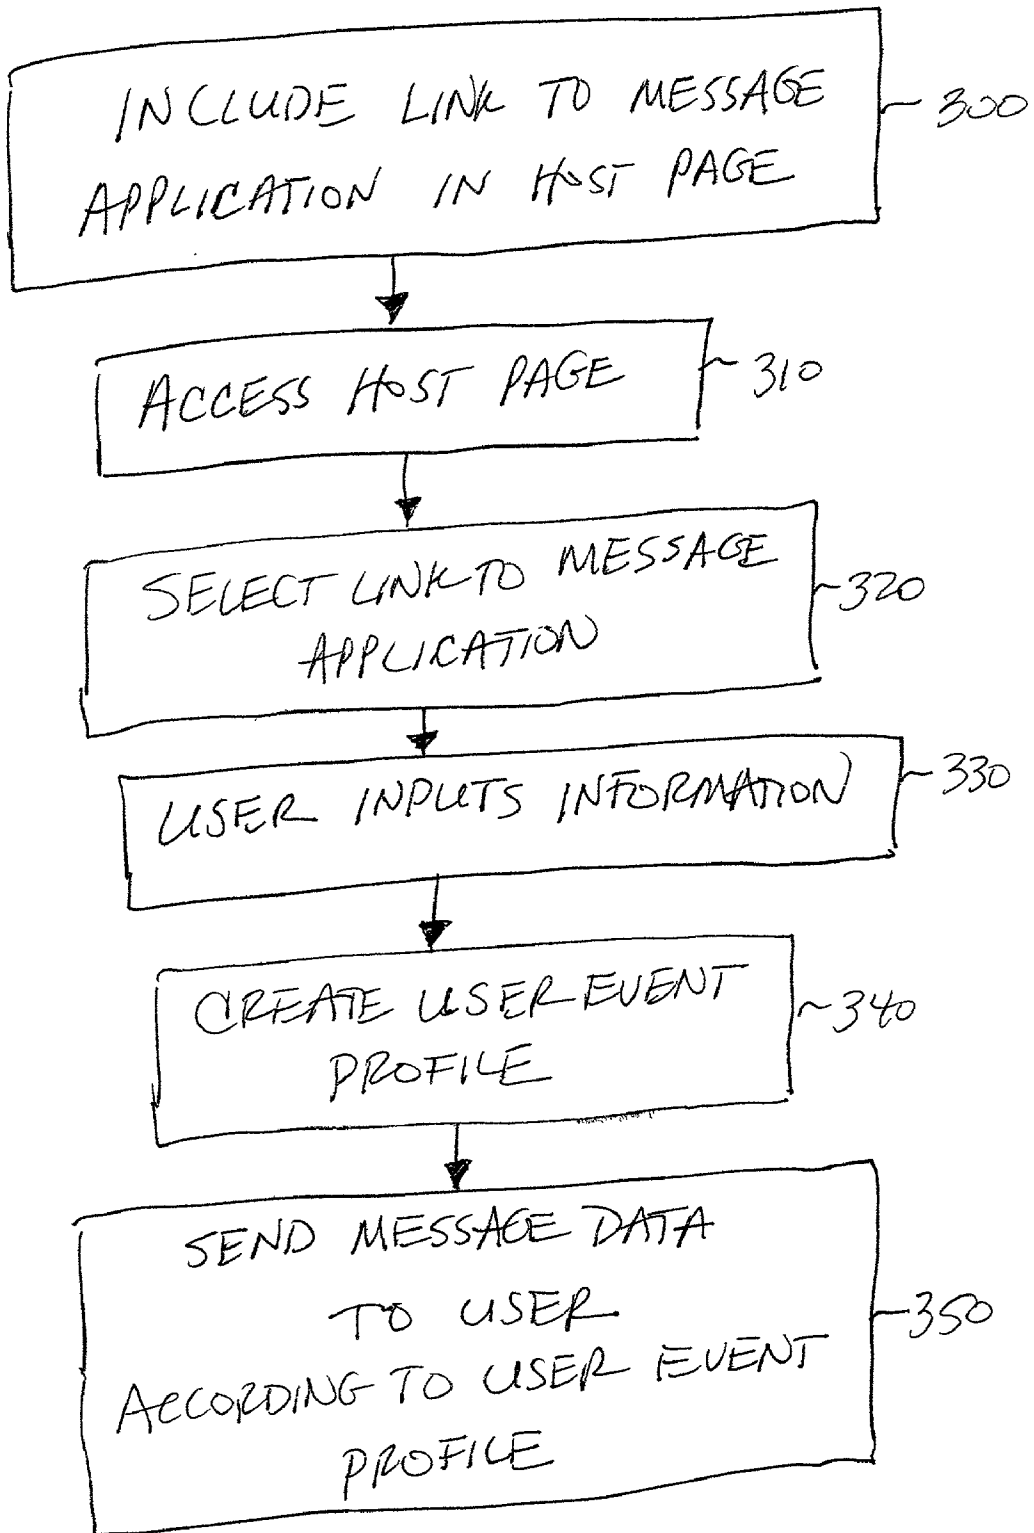 INCLUDE LINK TO MESSAGE
APPLICATION IN HOST PAGE
300
ACCESS HOST PAGE
310
SELECT LINK TO MESSAGE
APPLICATION
320
USER INPUTS INFORMATION
330
CREATE USER EVENT
PROFILE
340
SEND MESSAGE DATA
TO USER
ACCORDING TO USER EVENT
PROFILE
350